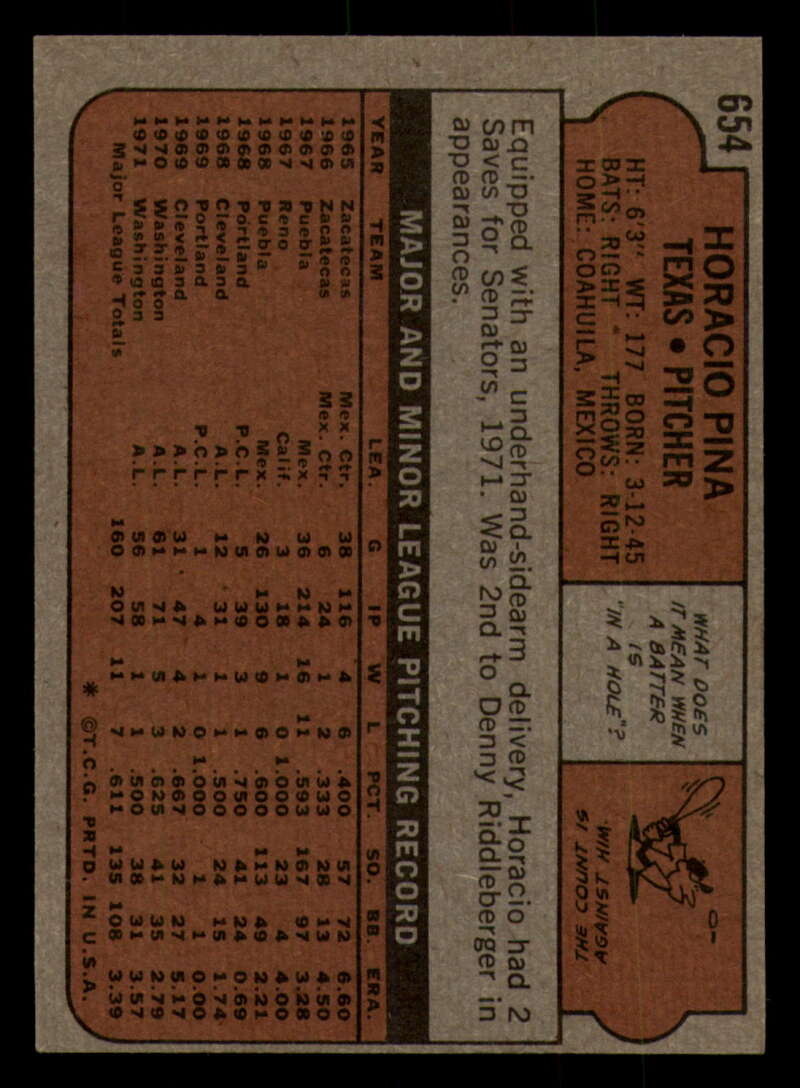 654
HORACIO PINA
TEXAS • PITCHER
HT: 6'3" WT: 177 BORN: 3-12-45
BATS: RIGHT THROWS: RIGHT
HOME: COAHUILA, MEXICO
WHAT DOES
IT MEAN WHEN
A BATTER
IS
"IN A HOLE"?
THE COUNT IS
AGAINST HIM
Equipped with an underhand-sidearm delivery, Horacio had 2
Saves for Senators, 1971. Was 2nd to Denny Riddleberger in
appearances.
MAJOR AND MINOR LEAGUE PITCHING RECORD
YEAR TEAM LEA. G IP W L PCT. SO. BB. ERA.
1965 Zacatecas Mex. Ctr. 38 116 4 6 .400 57 72 6.60
1966 Zacatecas Mex. Ctr. 6 24 1 2 .333 28 13 4.50
1967 Puebla Mex. 36 214 16 11 .593 167 97 3.28
1967 Reno Calif. 3 18 1 0 1.000 23 4 4.00
1968 Puebla Mex. 26 130 9 6 .600 113 49 2.21
1968 Portland P.C.L. 5 39 3 1 .750 41 24 0.69
1968 Cleveland A.L. 12 31 1 1 .500 24 15 1.74
1969 Portland P.C.L. 1 4 1 0 1.000 1 1 0.00
1969 Cleveland A.L. 31 47 4 2 .667 32 27 5.17
1970 Washington A.L. 61 71 5 3 .625 41 35 2.79
1971 Washington A.L. 56 58 1 1 .500 38 31 3.57
Major League Totals 160 207 11 7 .611 135 108 3.39
* ©T.C.G. PRTD. IN U.S.A.